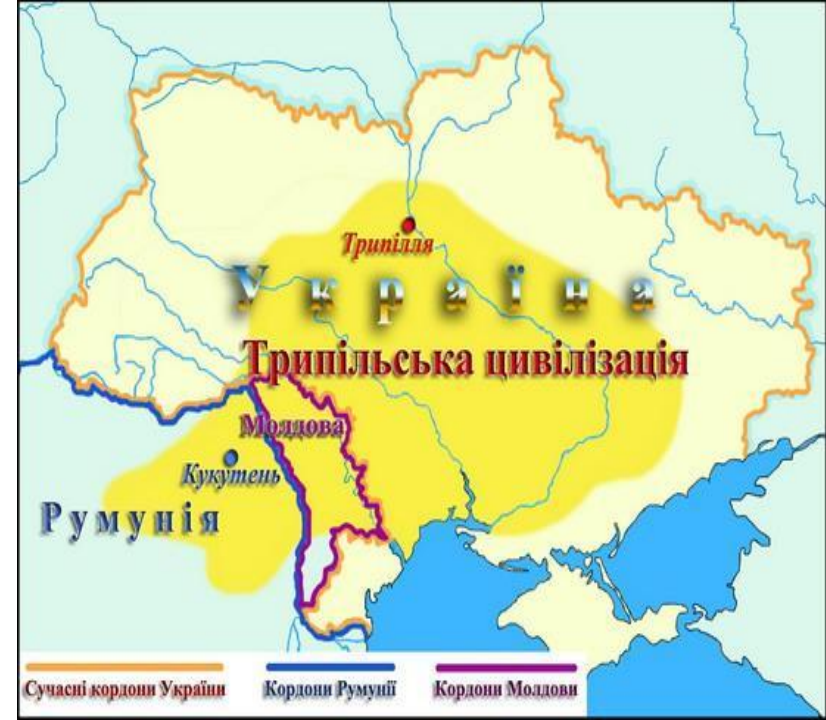 Трипілля
Україна
Трипільська цивілізація
Молдова
Кукутень
Румунія
Сучасні кордони України
Кордони Румунії
Кордони Молдови